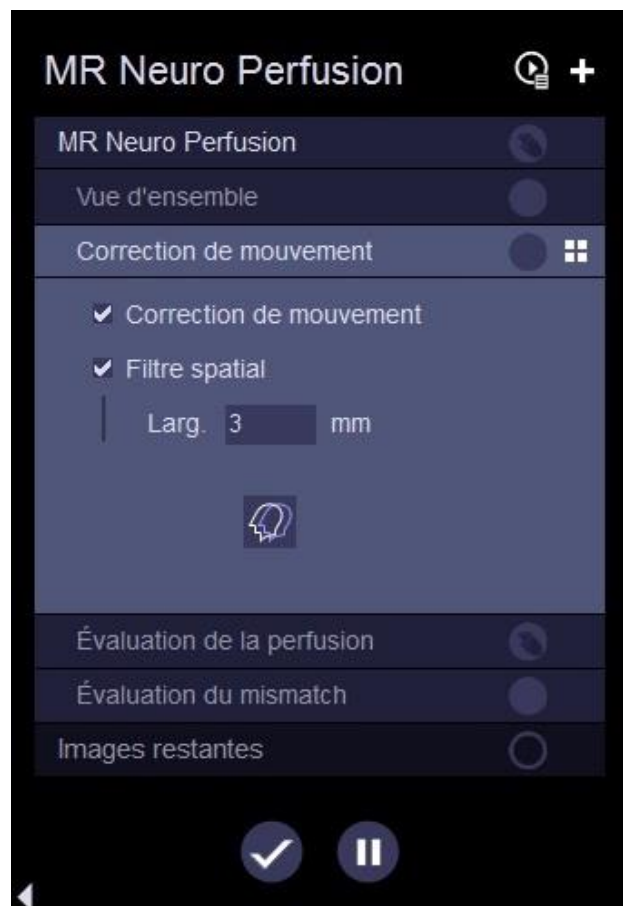 MR Neuro Perfusion
MR Neuro Perfusion
Vue d'ensemble
Correction de mouvement
Correction de mouvement
Filtre spatial
Larg. 3 mm
Évaluation de la perfusion
Évaluation du mismatch
Images restantes